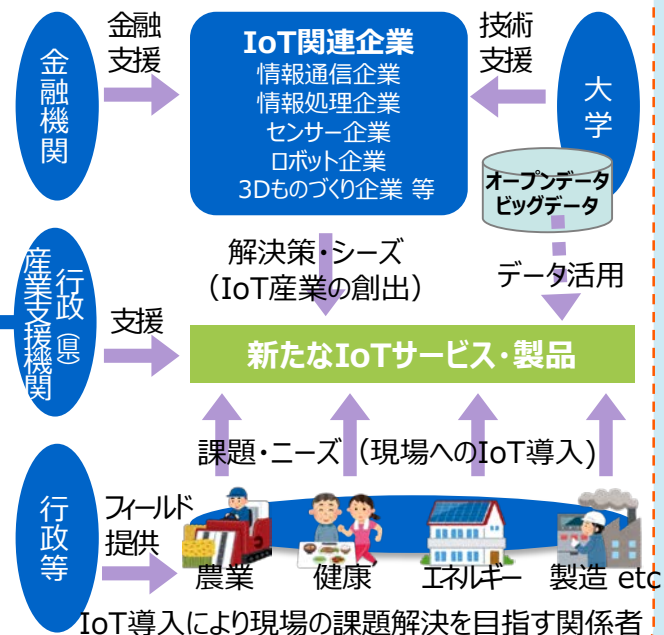 金融機関
金融
支援
IoT関連企業
情報通信企業
情報処理企業
センサー企業
ロボット企業
3Dものづくり企業 等
技術
支援
大学
オープンデータ
ビッグデータ
解決策・シーズ
（IoT産業の創出）
データ活用
行政（県）
産業支援機関
支援
新たなIoTサービス・製品
課題・ニーズ（現場へのIoT導入）
行政等
フィールド
提供
農業
健康
エネルギー
製造 etc
IoT導入により現場の課題解決を目指す関係者